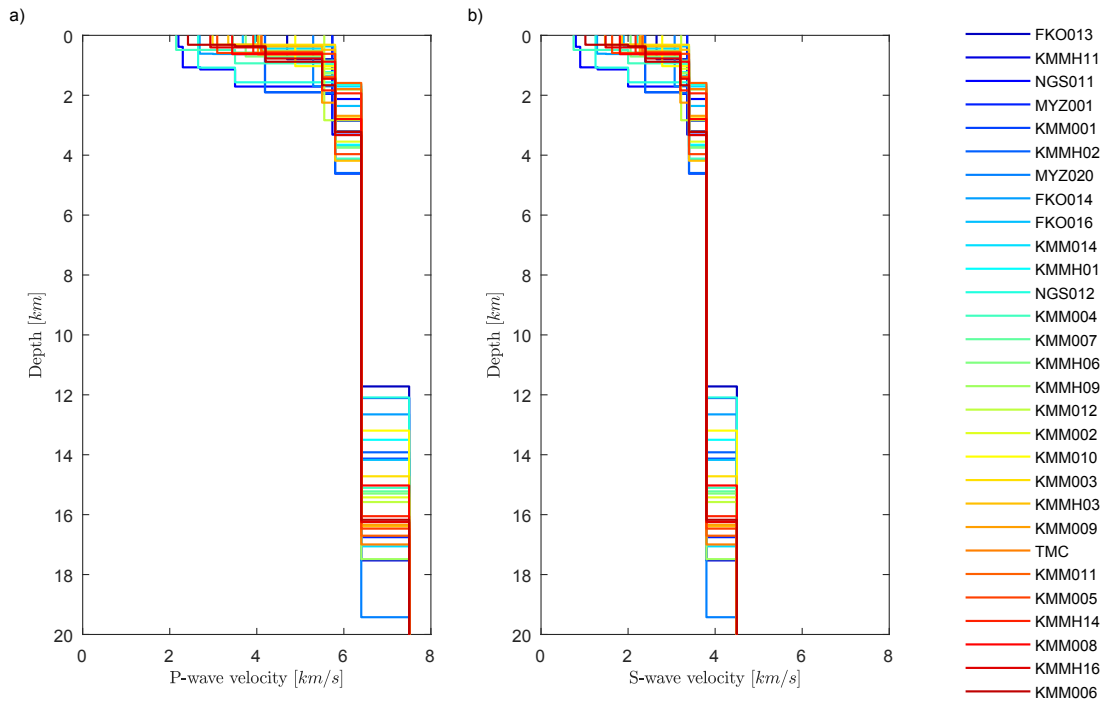 a)
0
2
4
6
8
10
12
14
16
18
20
Depth [km]
0 2 4 6 8
P-wave velocity [km/s]
b)
0
2
4
6
8
10
12
14
16
18
20
Depth [km]
0 2 4 6 8
S-wave velocity [km/s]
FKO013
KMMH11
NGS011
MYZ001
KMM001
KMMH02
MYZ020
FKO014
FKO016
KMM014
KMMH01
NGS012
KMM004
KMM007
KMMH06
KMMH09
KMM012
KMM002
KMM010
KMM003
KMMH03
KMM009
TMC
KMM011
KMM005
KMMH14
KMM008
KMMH16
KMM006